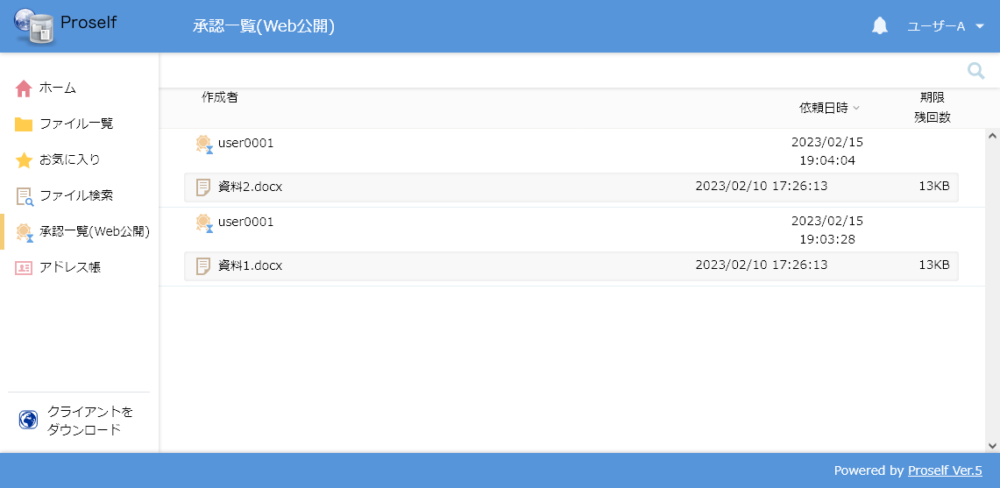 Proself
承認一覧(Web公開)
ユーザーA
ホーム
ファイル一覧
お気に入り
ファイル検索
承認一覧(Web公開)
アドレス帳
クライアントを
ダウンロード
作成者
依頼日時
期限
残回数
user0001
2023/02/15
19:04:04
資料2.docx 2023/02/10 17:26:13 13KB
user0001
2023/02/15
19:03:28
資料1.docx 2023/02/10 17:26:13 13KB
Powered by Proself Ver.5